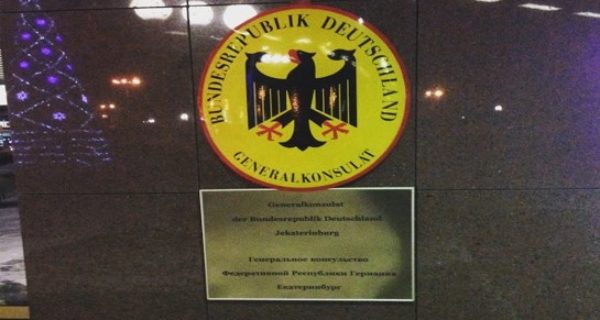 BUNDESREPUBLIK DEUTSCHLAND
GENERALKONSULAT
Generalkonsulat
der Bundesrepublik Deutschland
Jekaterinburg
Генеральное консульство
Федеративной Республики Германия
Екатеринбург